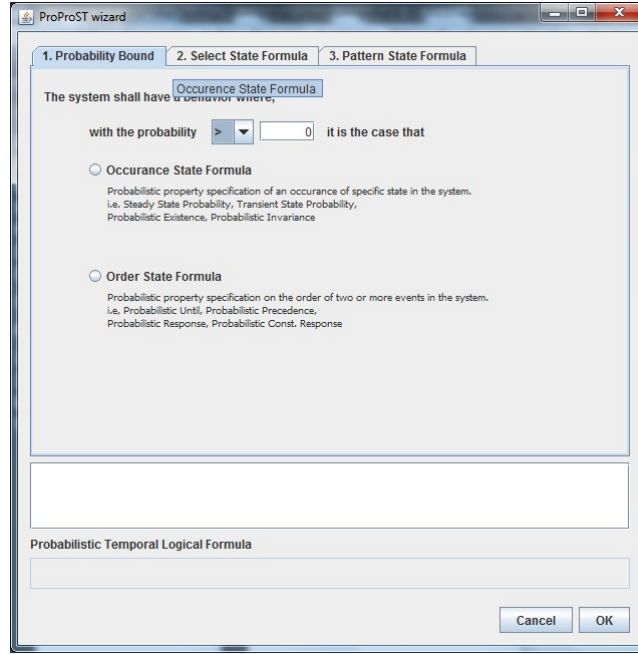 ProProST wizard
1. Probability Bound
2. Select State Formula
3. Pattern State Formula
Occurence State Formula
The system shall have a behavior where,
with the probability > 0 it is the case that
Occurance State Formula
Probabilistic property specification of an occurance of specific state in the system.
i.e. Steady State Probability, Transient State Probability,
Probabilistic Existence, Probabilistic Invariance
Order State Formula
Probabilistic property specification on the order of two or more events in the system.
i.e, Probabilistic Until, Probabilistic Precedence,
Probabilistic Response, Probabilistic Const. Response
Probabilistic Temporal Logical Formula
Cancel
OK